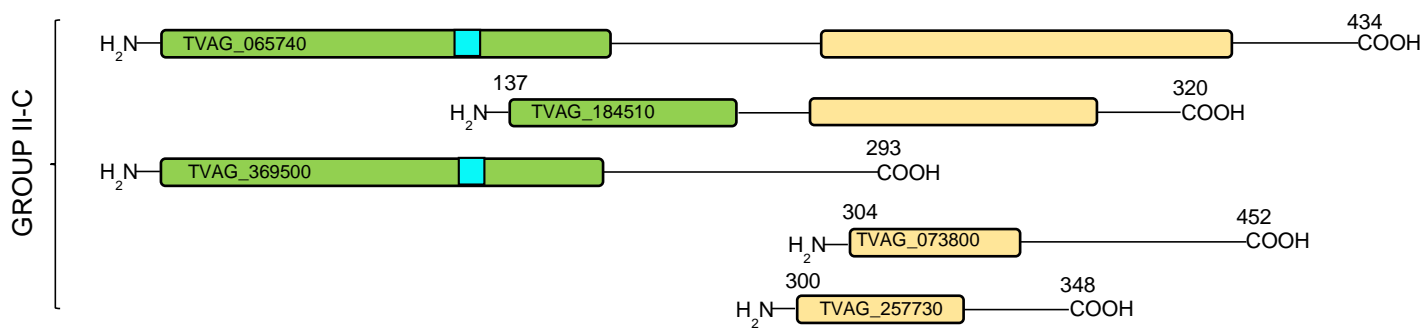 GROUP II-C
434
H2N TVAG_065740 COOH
137 320
H2N TVAG_184510 COOH
293
H2N TVAG_369500 COOH
304 452
H2N TVAG_073800 COOH
300 348
H2N TVAG_257730 COOH